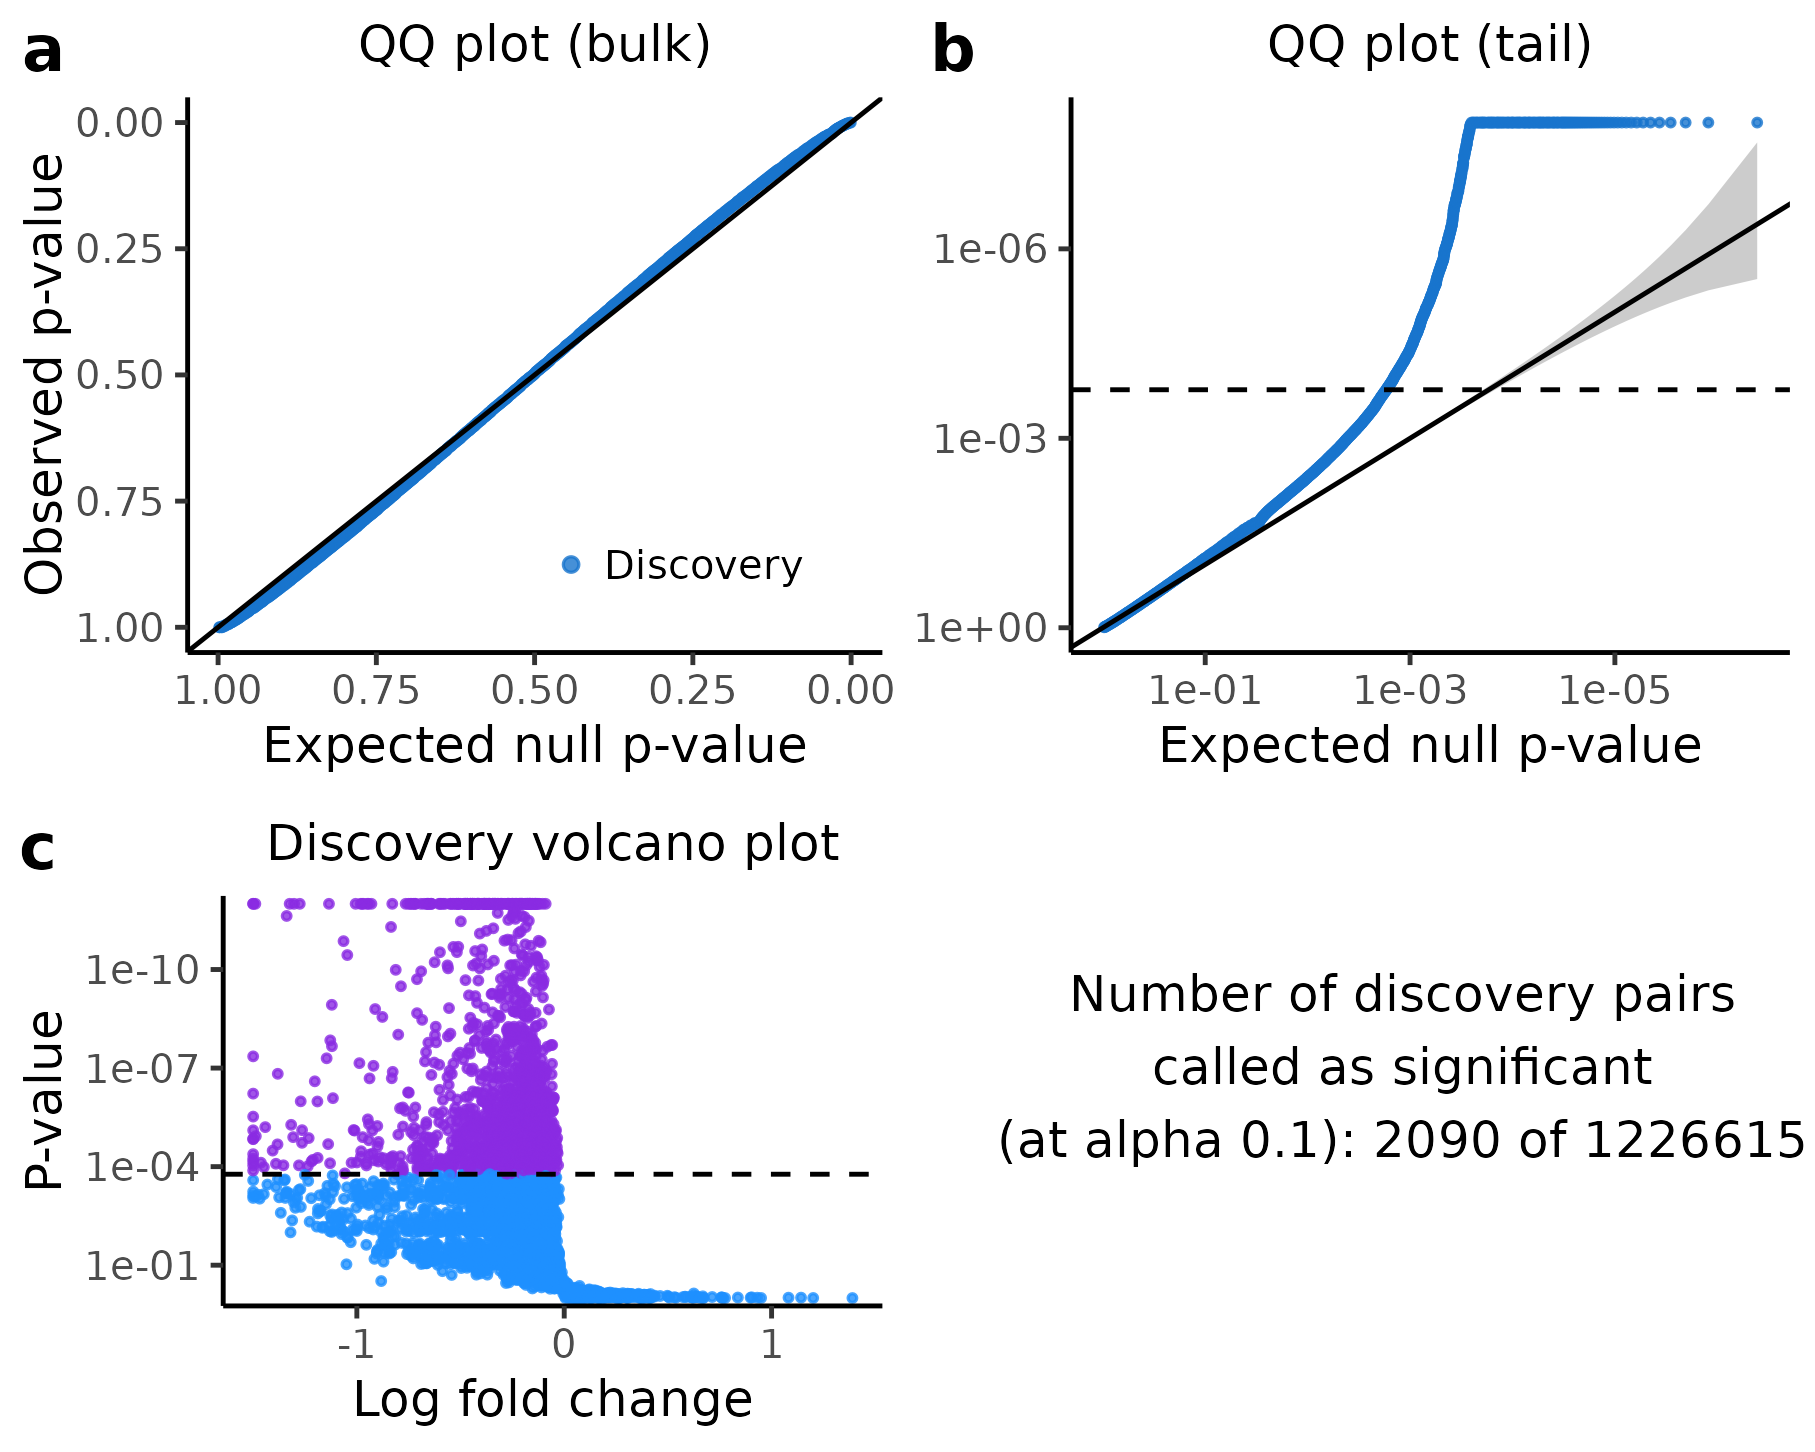 a
QQ plot (bulk)
Observed p-value
0.00
0.25
0.50
0.75
1.00
Discovery
1.00 0.75 0.50 0.25 0.00
Expected null p-value
b
QQ plot (tail)
1e-06
1e-03
1e+00
1e-01 1e-03 1e-05
Expected null p-value
c
Discovery volcano plot
P-value
1e-10
1e-07
1e-04
1e-01
-1 0 1
Log fold change
Number of discovery pairs
called as significant
(at alpha 0.1): 2090 of 1226615